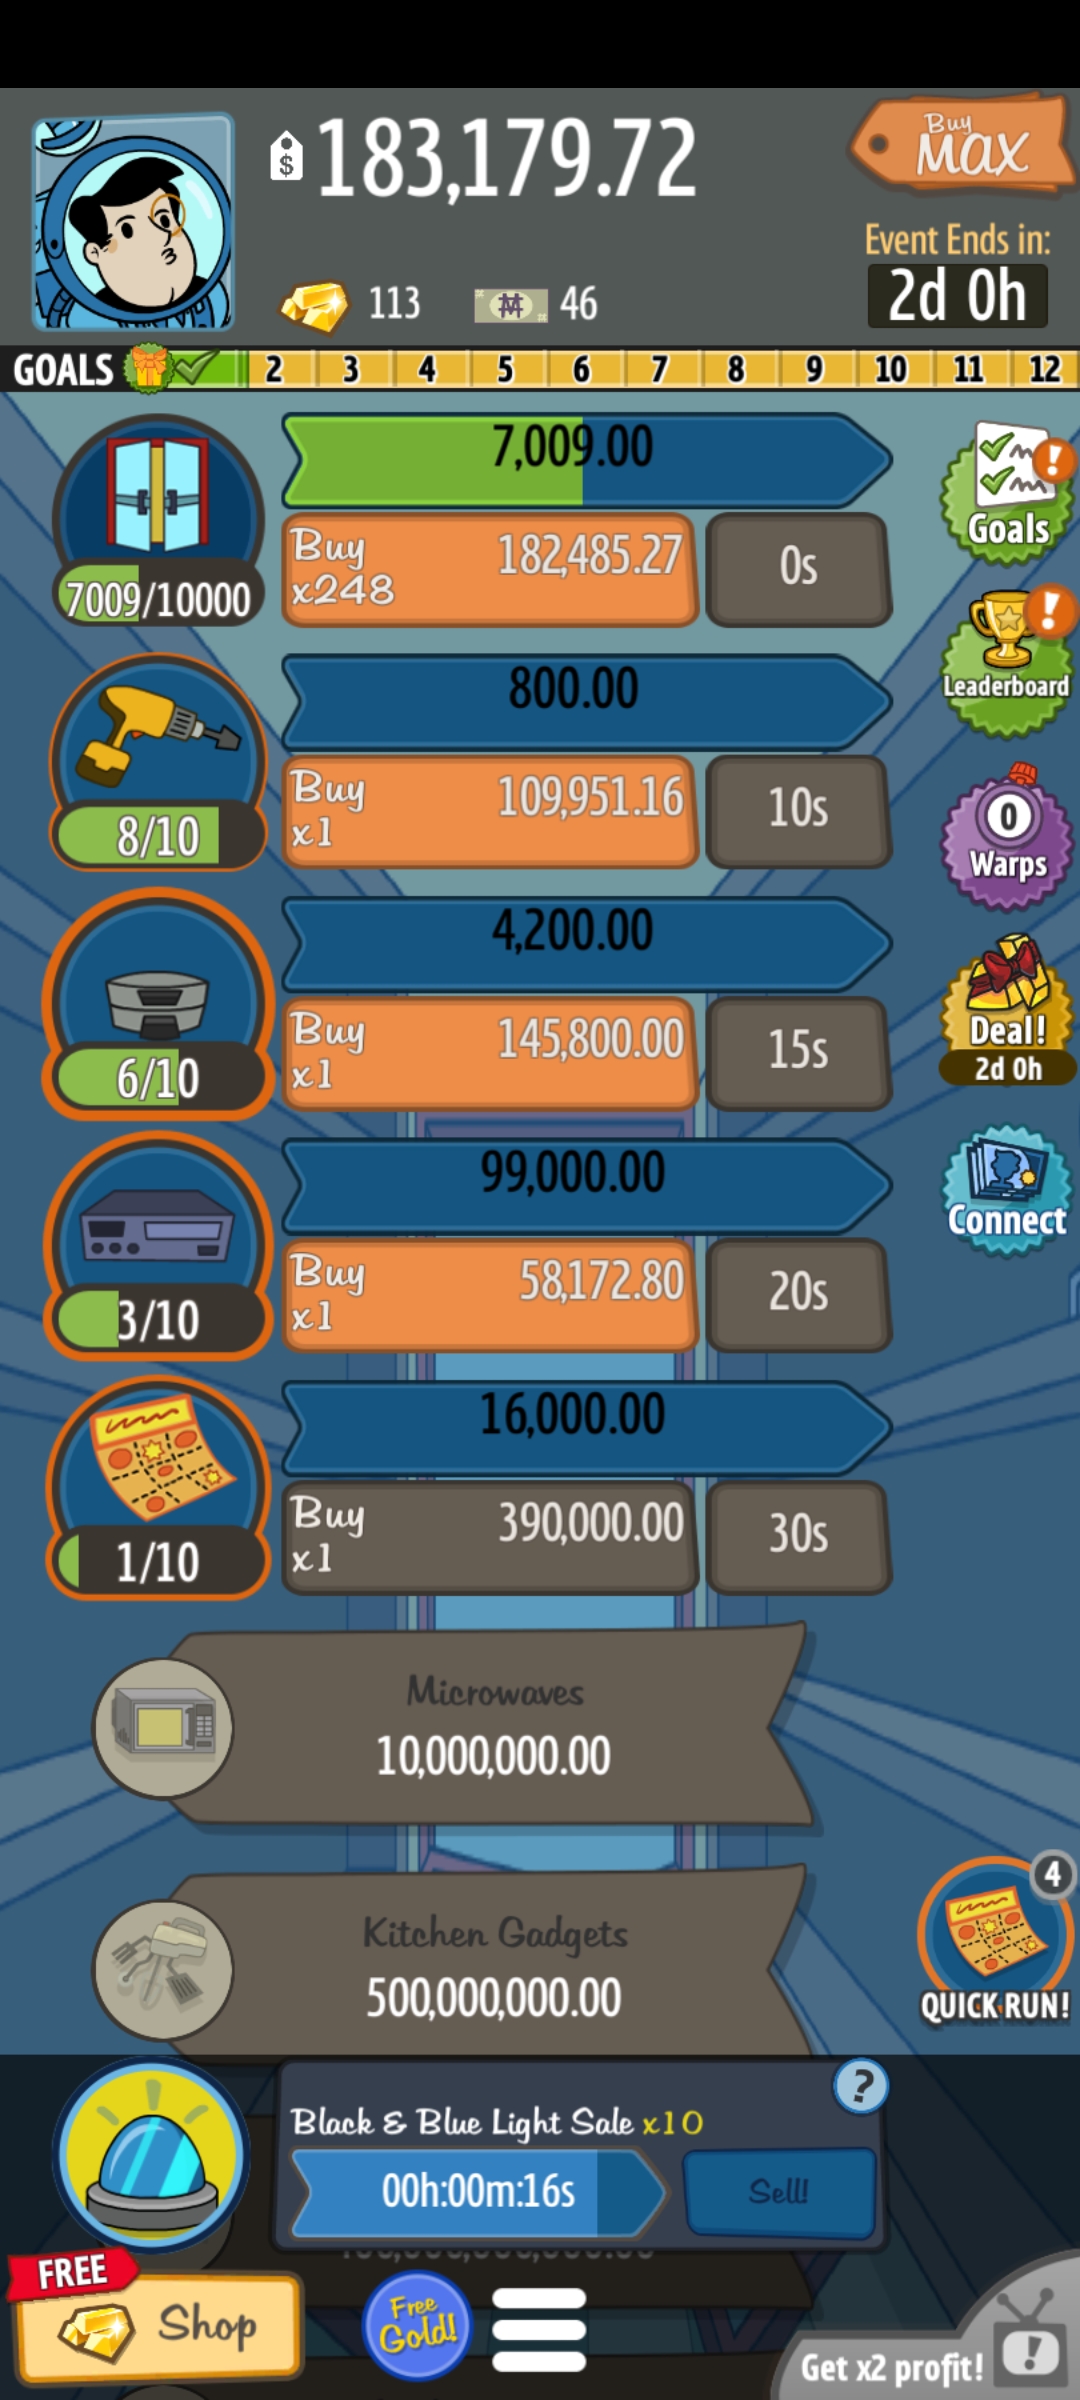 $ 183,179.72
Buy
MAX
Event Ends in:
2d 0h
113
46
GOALS 2 3 4 5 6 7 8 9 10 11 12
7,009.00
Buy
x248
182,485.27
0s
7009/10000
Goals
800.00
Buy
x1
109,951.16
10s
8/10
Leaderboard
4,200.00
Buy
x1
145,800.00
15s
6/10
0
Warps
Deal!
2d 0h
99,000.00
Buy
x1
58,172.80
20s
3/10
Connect
16,000.00
Buy
x1
390,000.00
30s
1/10
Microwaves
10,000,000.00
Kitchen Gadgets
500,000,000.00
4
QUICK RUN!
Black & Blue Light Sale x10
?
00h:00m:16s
Sell!
FREE
Shop
Free
Gold!
Get x2 profit!